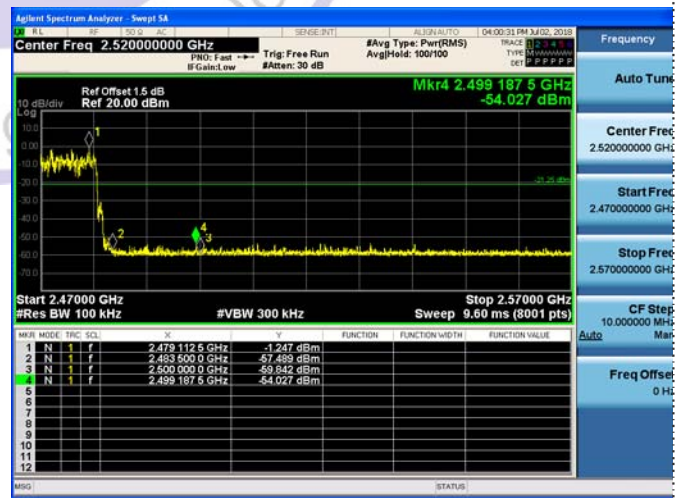 Agilent Spectrum Analyzer - Swept SA
RL RF 50 Ω AC SENSE:INT ALIGN AUTO 04:00:31 PM Jul 02, 2018
Center Freq 2.520000000 GHz
PNO: Fast
IFGain:Low
Trig: Free Run
#Atten: 30 dB
#Avg Type: Pwr(RMS)
Avg|Hold: 100/100
TRACE 1 2 3 4 5 6
TYPE
DET P P P P P P
Frequency
Mkr4 2.499 187 5 GHz
-54.027 dBm
Ref Offset 1.5 dB
10 dB/div Ref 20.00 dBm
Log
10.0
0.00
-10.0
-20.0
-30.0
-40.0
-50.0
-60.0
-70.0
1
2
3
4
-21.25 dBm
Start 2.47000 GHz Stop 2.57000 GHz
#Res BW 100 kHz #VBW 300 kHz Sweep 9.60 ms (8001 pts)
MKR MODE TRC SCL X Y FUNCTION FUNCTION WIDTH FUNCTION VALUE
1 N 1 f 2.479 112 5 GHz -1.247 dBm
2 N 1 f 2.483 500 0 GHz -57.489 dBm
3 N 1 f 2.500 000 0 GHz -59.842 dBm
4 N 1 f 2.499 187 5 GHz -54.027 dBm
5
6
7
8
9
10
11
12
MSG STATUS
Auto Tune
Center Freq
2.520000000 GHz
Start Freq
2.470000000 GHz
Stop Freq
2.570000000 GHz
CF Step
10.000000 MHz
Auto Man
Freq Offset
0 Hz